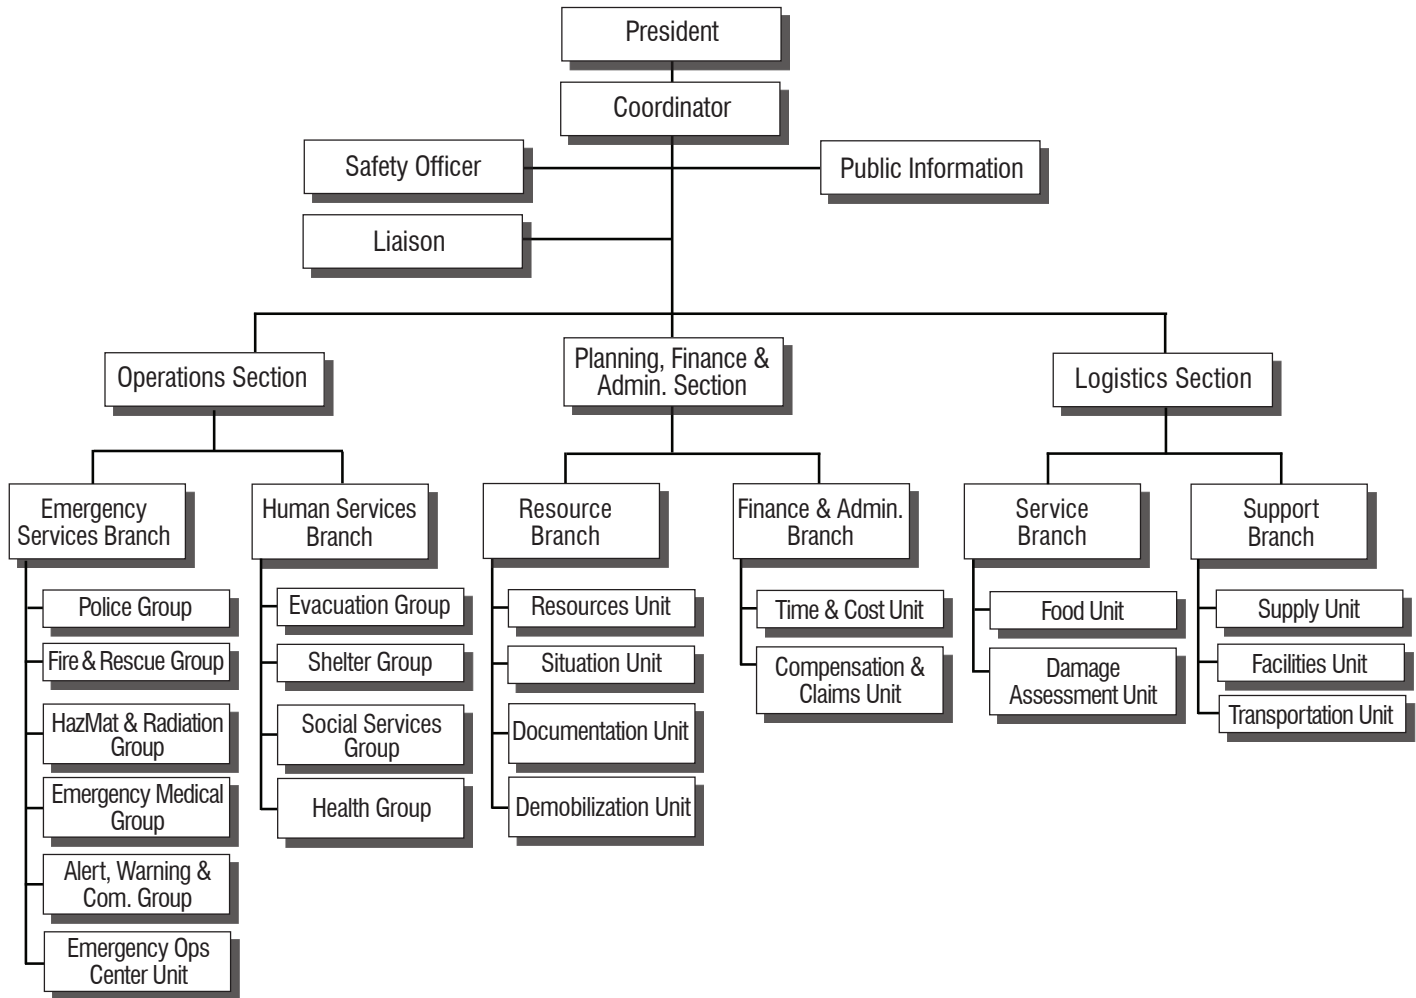 President
Coordinator
Safety Officer
Public Information
Liaison
Operations Section
Planning, Finance &
Admin. Section
Logistics Section
Emergency
Services Branch
Human Services
Branch
Resource
Branch
Finance & Admin.
Branch
Service
Branch
Support
Branch
Police Group
Fire & Rescue Group
HazMat & Radiation
Group
Emergency Medical
Group
Alert, Warning &
Com. Group
Emergency Ops
Center Unit
Evacuation Group
Shelter Group
Social Services
Group
Health Group
Resources Unit
Situation Unit
Documentation Unit
Demobilization Unit
Time & Cost Unit
Compensation &
Claims Unit
Food Unit
Damage
Assessment Unit
Supply Unit
Facilities Unit
Transportation Unit